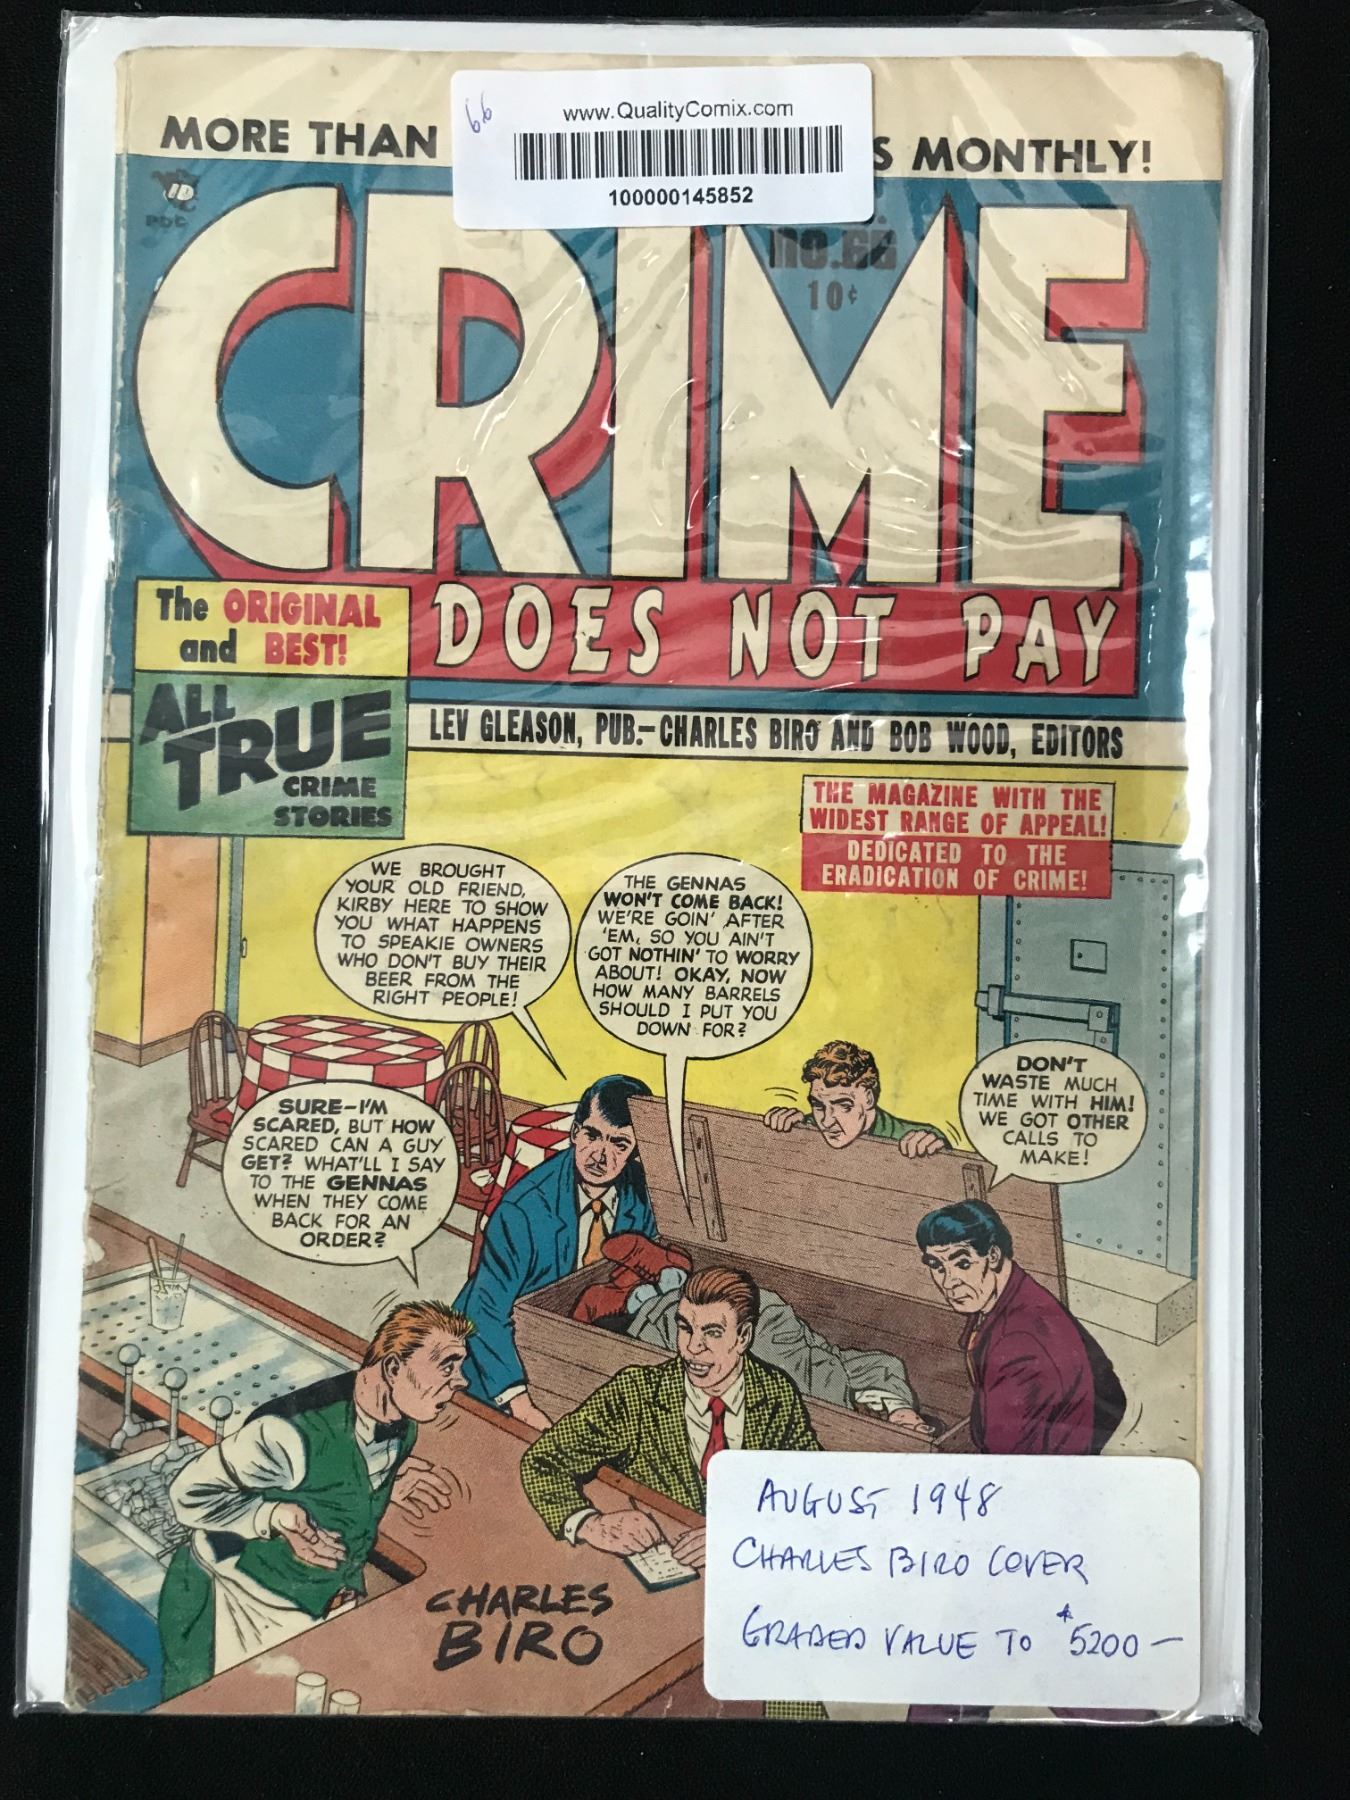 66
www.QualityComix.com
100000145852
MORE THAN
S MONTHLY!
CRIME
NO.66
10¢
DOES NOT PAY
The ORIGINAL
and BEST!
ALL
TRUE
CRIME
STORIES
LEV GLEASON, PUB.-CHARLES BIRO AND BOB WOOD, EDITORS
THE MAGAZINE WITH THE
WIDEST RANGE OF APPEAL!
DEDICATED TO THE
ERADICATION OF CRIME!
WE BROUGHT
YOUR OLD FRIEND,
KIRBY HERE TO SHOW
YOU WHAT HAPPENS
TO SPEAKIE OWNERS
WHO DON'T BUY THEIR
BEER FROM THE
RIGHT PEOPLE!
THE GENNAS
WON'T COME BACK!
WE'RE GOIN' AFTER
'EM, SO YOU AIN'T
GOT NOTHIN' TO WORRY
ABOUT! OKAY, NOW
HOW MANY BARRELS
SHOULD I PUT YOU
DOWN FOR?
DON'T
WASTE MUCH
TIME WITH HIM!
WE GOT OTHER
CALLS TO
MAKE!
SURE-I'M
SCARED, BUT HOW
SCARED CAN A GUY
GET? WHAT'LL I SAY
TO THE GENNAS
WHEN THEY COME
BACK FOR AN
ORDER?
CHARLES
BIRO
AUGUST 1948
CHARLES BIRO COVER
GRADED VALUE TO $5200-